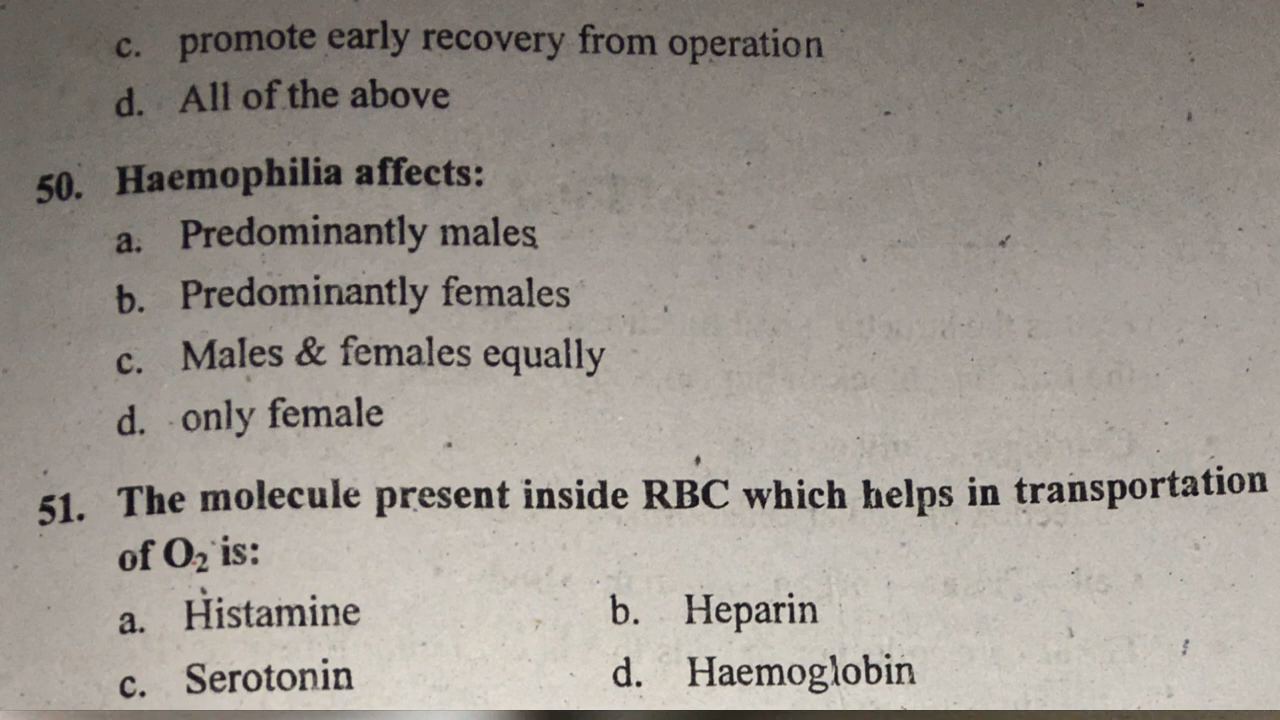 c. promote early recovery from operation
d. All of the above
50. Haemophilia affects:
a. Predominantly males
b. Predominantly females
c. Males & females equally
d. only female
51. The molecule present inside RBC which helps in transportation
of O₂ is:
a. Histamine b. Heparin
c. Serotonin d. Haemoglobin